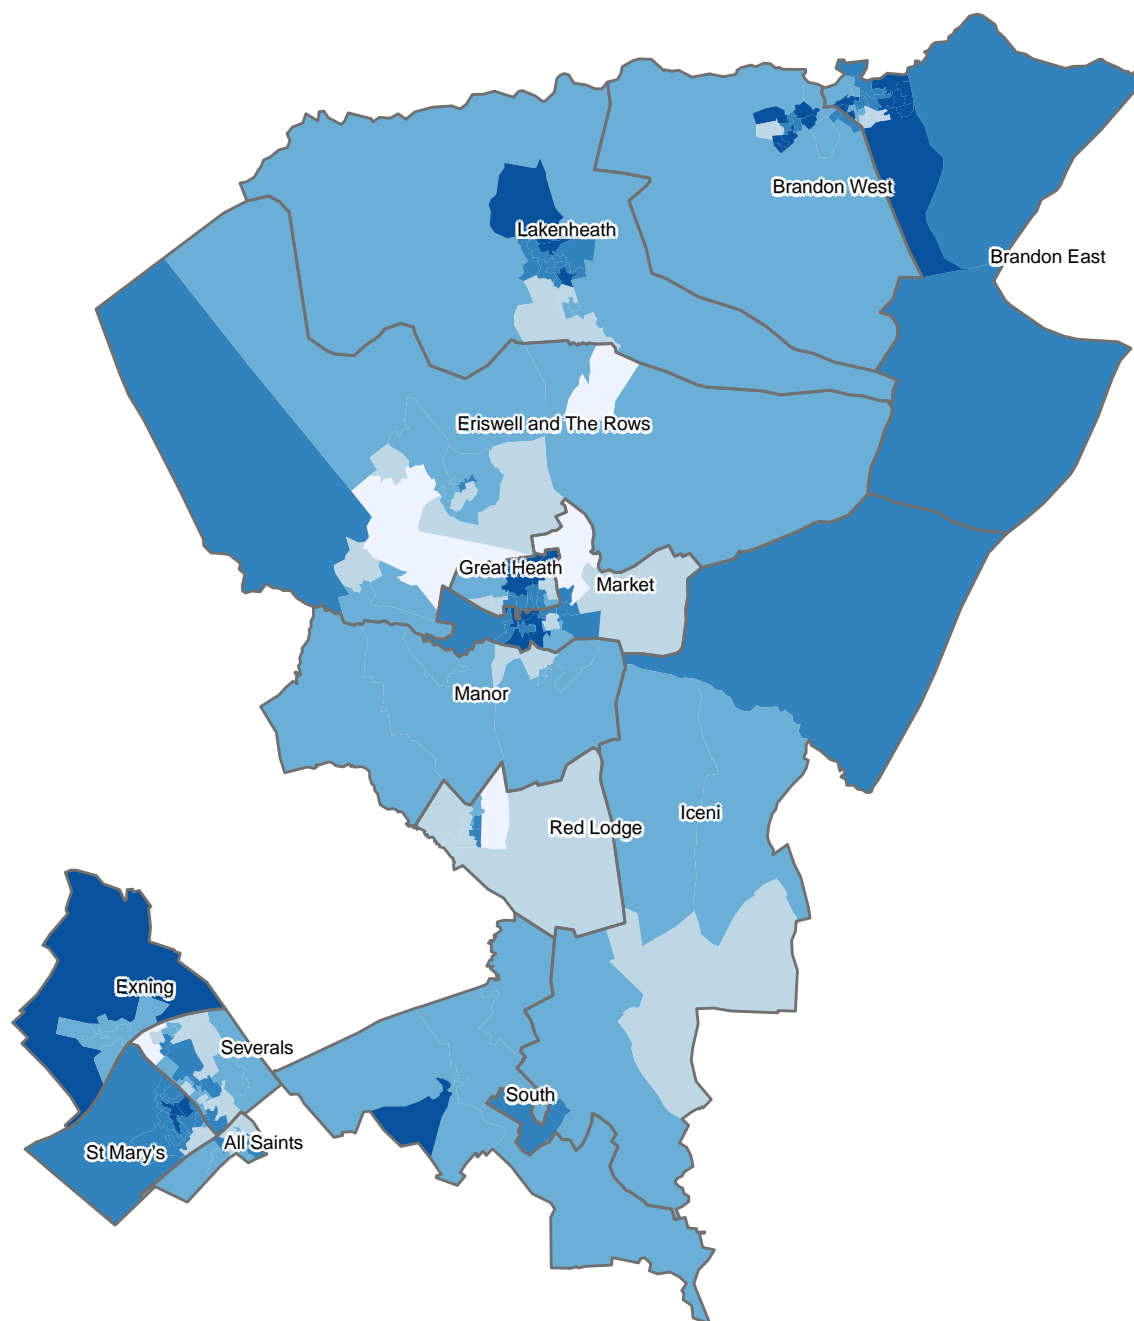 Brandon West
Lakenheath
Brandon East
Eriswell and The Rows
Great Heath
Market
Manor
Iceni
Red Lodge
Exning
Severals
South
All Saints
St Mary's